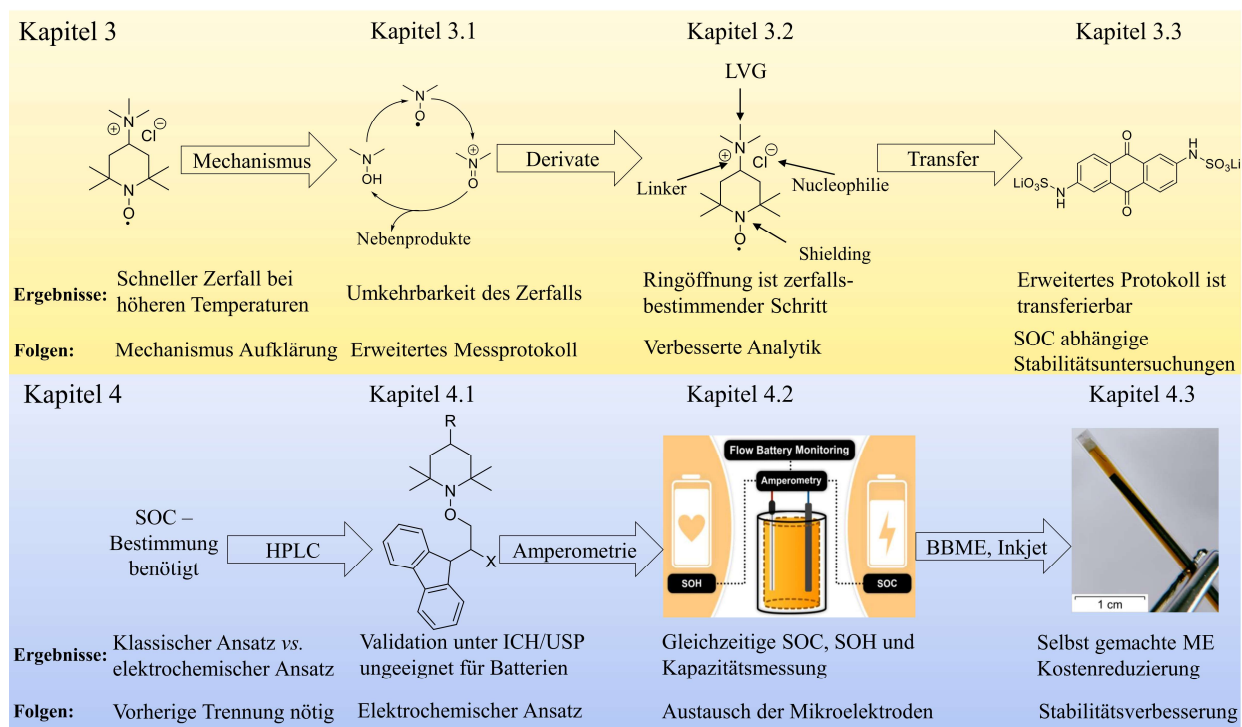 Kapitel 3
Kapitel 3.1
Kapitel 3.2
Kapitel 3.3
N
⊕
Cl⊖
N
O
•
Mechanismus
N
O
•
N
OH
N
⊕
O
Nebenprodukte
Derivate
LVG
N
⊕
Cl⊖
Linker
Nucleophilie
N
O
•
Shielding
Transfer
O
H
N
SO₃Li
LiO₃S
N
H
O
Ergebnisse:
Schneller Zerfall bei
höheren Temperaturen
Umkehrbarkeit des Zerfalls
Ringöffnung ist zerfalls-
bestimmender Schritt
Erweitertes Protokoll ist
transferierbar
Folgen:
Mechanismus Aufklärung
Erweitertes Messprotokoll
Verbesserte Analytik
SOC abhängige
Stabilitätsuntersuchungen
Kapitel 4
Kapitel 4.1
Kapitel 4.2
Kapitel 4.3
SOC –
Bestimmung
benötigt
HPLC
R
N
O
X
Amperometrie
Flow Battery Monitoring
Amperometry
SOH
SOC
BBME, Inkjet
1 cm
Ergebnisse:
Klassischer Ansatz vs.
elektrochemischer Ansatz
Validation unter ICH/USP
ungeeignet für Batterien
Gleichzeitige SOC, SOH und
Kapazitätsmessung
Selbst gemachte ME
Kostenreduzierung
Folgen:
Vorherige Trennung nötig
Elektrochemischer Ansatz
Austausch der Mikroelektroden
Stabilitätsverbesserung